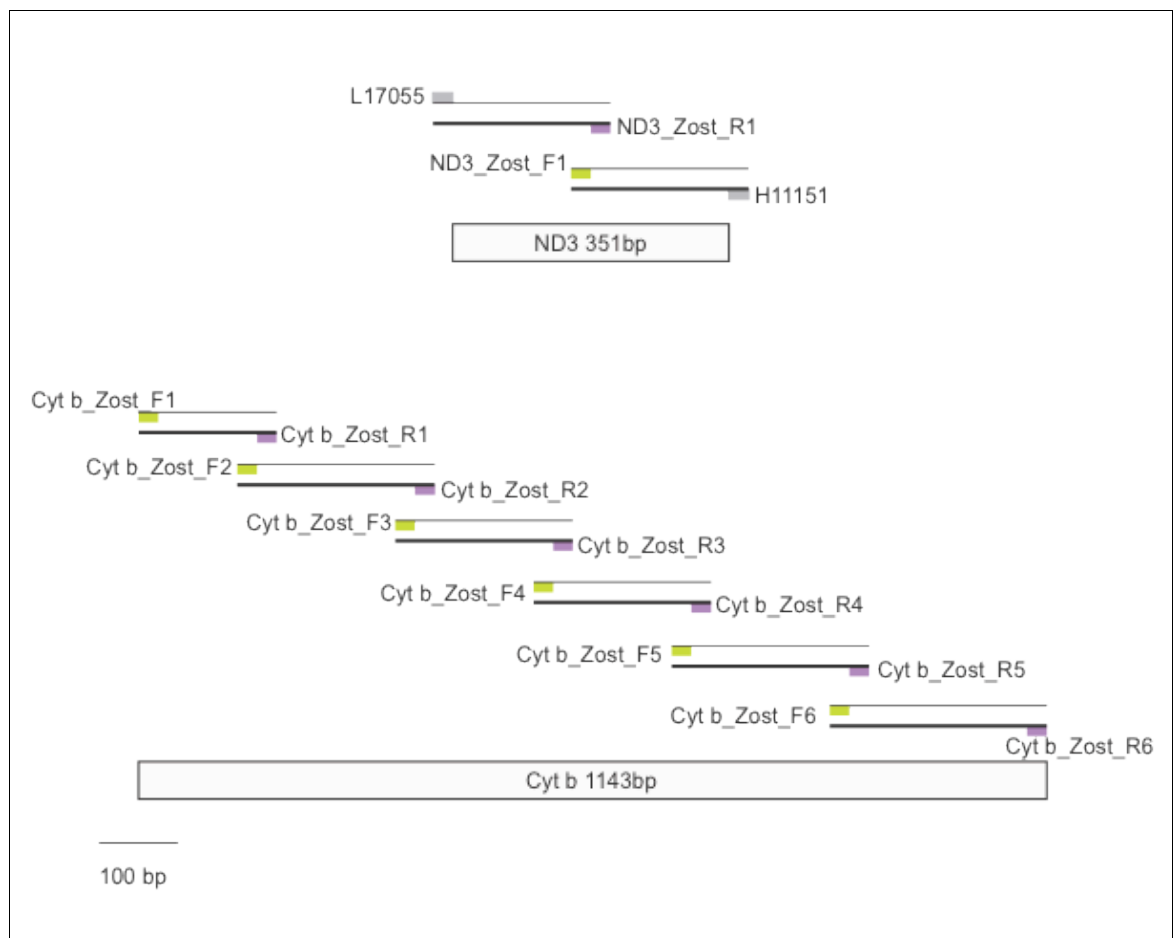 L17055
ND3_Zost_R1
ND3_Zost_F1
H11151
ND3 351bp
Cyt b_Zost_F1
Cyt b_Zost_R1
Cyt b_Zost_F2
Cyt b_Zost_R2
Cyt b_Zost_F3
Cyt b_Zost_R3
Cyt b_Zost_F4
Cyt b_Zost_R4
Cyt b_Zost_F5
Cyt b_Zost_R5
Cyt b_Zost_F6
Cyt b_Zost_R6
Cyt b 1143bp
100 bp